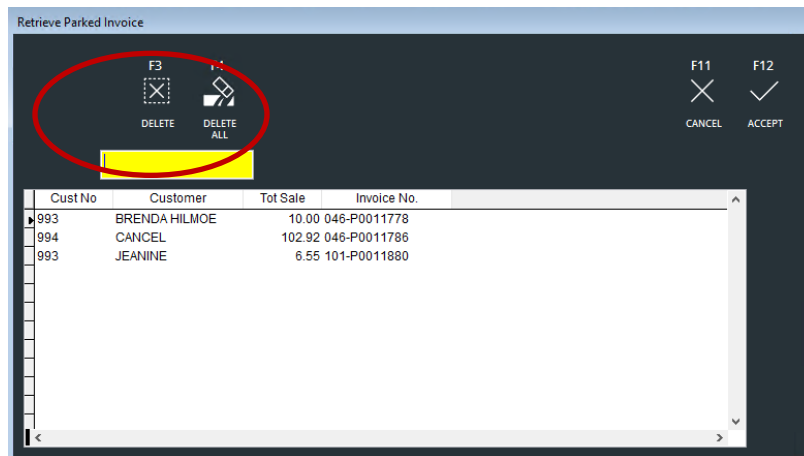 Retrieve Parked Invoice
F3 F4 F11 F12
DELETE DELETE ALL CANCEL ACCEPT
Cust No Customer Tot Sale Invoice No.
993 BRENDA HILMOE 10.00 046-P0011778
994 CANCEL 102.92 046-P0011786
993 JEANINE 6.55 101-P0011880